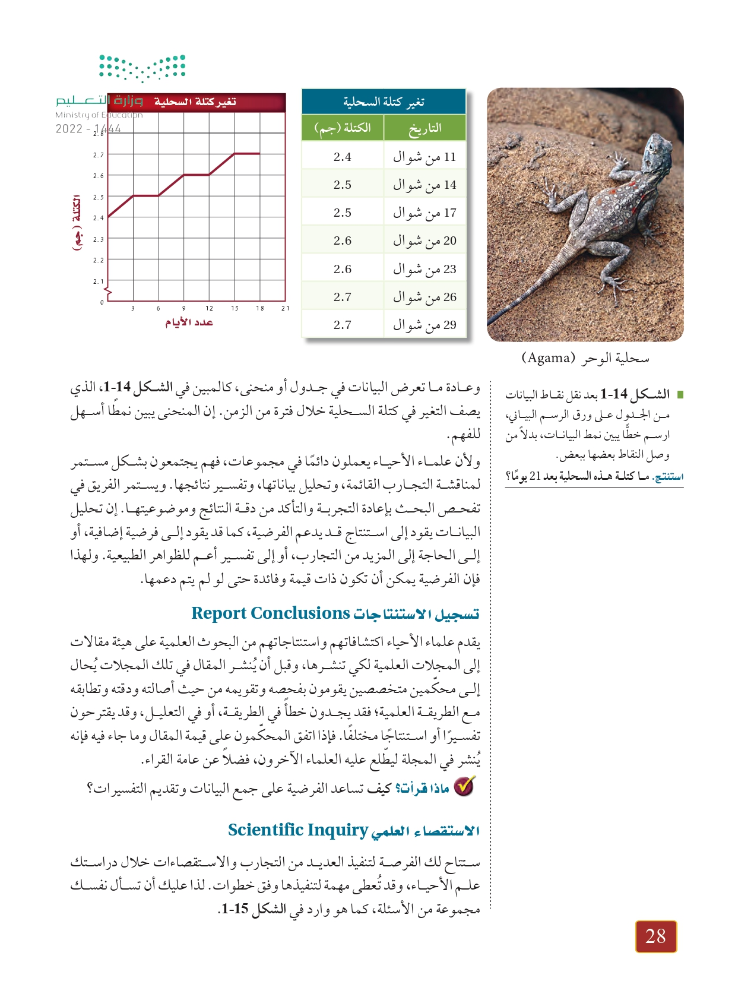 وزارة التعليم
Ministry of Education
2022 - 1444
تغير كتلة السحلية
التاريخ الكتلة (جم)
11 من شوال 2.4
14 من شوال 2.5
17 من شوال 2.5
20 من شوال 2.6
23 من شوال 2.6
26 من شوال 2.7
29 من شوال 2.7
تغير كتلة السحلية
2.8
2.7
2.6
2.5
2.4
2.3
2.2
2.1
0
3 6 9 12 15 18 21
الكتلة (جم)
عدد الأيام
سحلية الوحر (Agama)
الشكل 14-1 بعد نقل نقاط البيانات
من الجدول على ورق الرسم البياني،
ارسم خطًّا يبين نمط البيانات، بدلاً من
وصل النقاط بعضها ببعض.
استنتج. ما كتلة هذه السحلية بعد 21 يومًا؟
وعادة ما تعرض البيانات في جدول أو منحنى، كالمبين في الشكل 14-1، الذي
يصف التغير في كتلة السحلية خلال فترة من الزمن. إن المنحنى يبين نمطًا أسهل
للفهم.
ولأن علماء الأحياء يعملون دائمًا في مجموعات، فهم يجتمعون بشكل مستمر
لمناقشة التجارب القائمة، وتحليل بياناتها، وتفسير نتائجها. ويستمر الفريق في
تفحص البحث بإعادة التجربة والتأكد من دقة النتائج وموضوعيتها. إن تحليل
البيانات يقود إلى استنتاج قد يدعم الفرضية، كما قد يقود إلى فرضية إضافية، أو
إلى الحاجة إلى المزيد من التجارب، أو إلى تفسير أعم للظواهر الطبيعية. ولهذا
فإن الفرضية يمكن أن تكون ذات قيمة وفائدة حتى لو لم يتم دعمها.
تسجيل الاستنتاجات Report Conclusions
يقدم علماء الأحياء اكتشافاتهم واستنتاجاتهم من البحوث العلمية على هيئة مقالات
إلى المجلات العلمية لكي تنشرها، وقبل أن يُنشر المقال في تلك المجلات يُحال
إلى محكّمين متخصصين يقومون بفحصه وتقويمه من حيث أصالته ودقته وتطابقه
مع الطريقة العلمية؛ فقد يجدون خطأً في الطريقة، أو في التعليل، وقد يقترحون
تفسيرًا أو استنتاجًا مختلفًا. فإذا اتفق المحكّمون على قيمة المقال وما جاء فيه فإنه
يُنشر في المجلة ليطّلع عليه العلماء الآخرون، فضلاً عن عامة القراء.
ماذا قرأت؟ كيف تساعد الفرضية على جمع البيانات وتقديم التفسيرات؟
الاستقصاء العلمي Scientific Inquiry
ستتاح لك الفرصة لتنفيذ العديد من التجارب والاستقصاءات خلال دراستك
علم الأحياء، وقد تُعطى مهمة لتنفيذها وفق خطوات. لذا عليك أن تسأل نفسك
مجموعة من الأسئلة، كما هو وارد في الشكل 15-1.
28